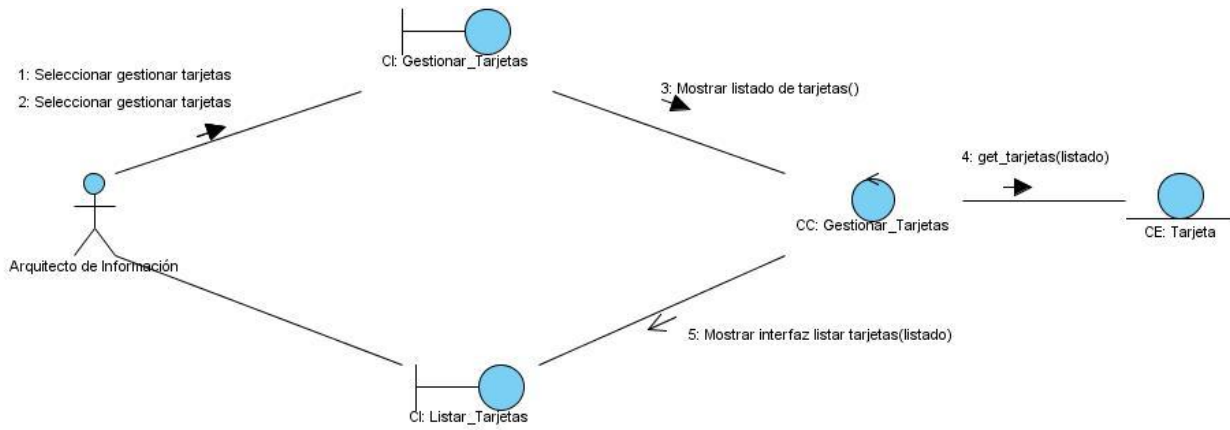 CI: Gestionar_Tarjetas
1: Seleccionar gestionar tarjetas
2: Seleccionar gestionar tarjetas
3: Mostrar listado de tarjetas()
4: get_tarjetas(listado)
CC: Gestionar_Tarjetas
CE: Tarjeta
Arquitecto de Información
5: Mostrar interfaz listar tarjetas(listado)
CI: Listar_Tarjetas